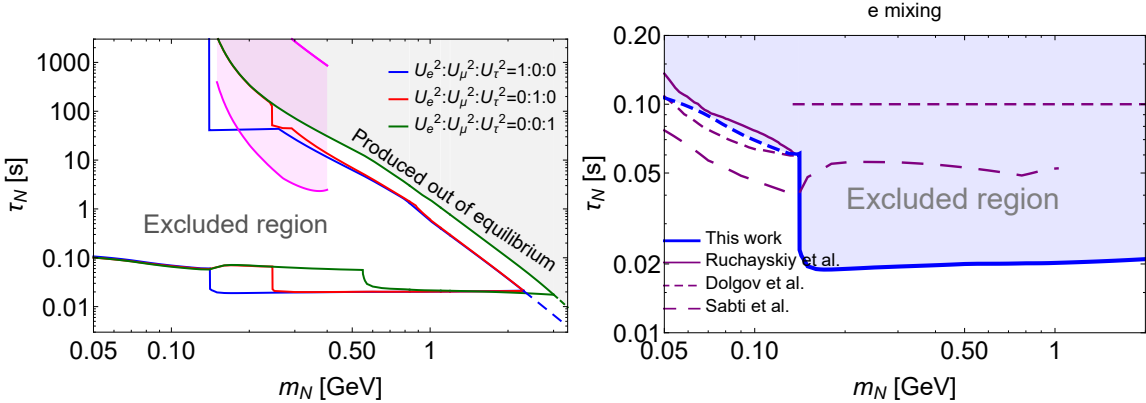 1000
100
10
1
0.10
0.01
τN [s]
0.05
0.10
0.50
1
mN [GeV]
Ue²:Uμ²:Uτ²=1:0:0
Ue²:Uμ²:Uτ²=0:1:0
Ue²:Uμ²:Uτ²=0:0:1
Produced out of equilibrium
Excluded region
e mixing
0.20
0.10
0.05
0.02
0.01
τN [s]
Excluded region
This work
Ruchayskiy et al.
Dolgov et al.
Sabti et al.
0.05
0.10
0.50
1
mN [GeV]